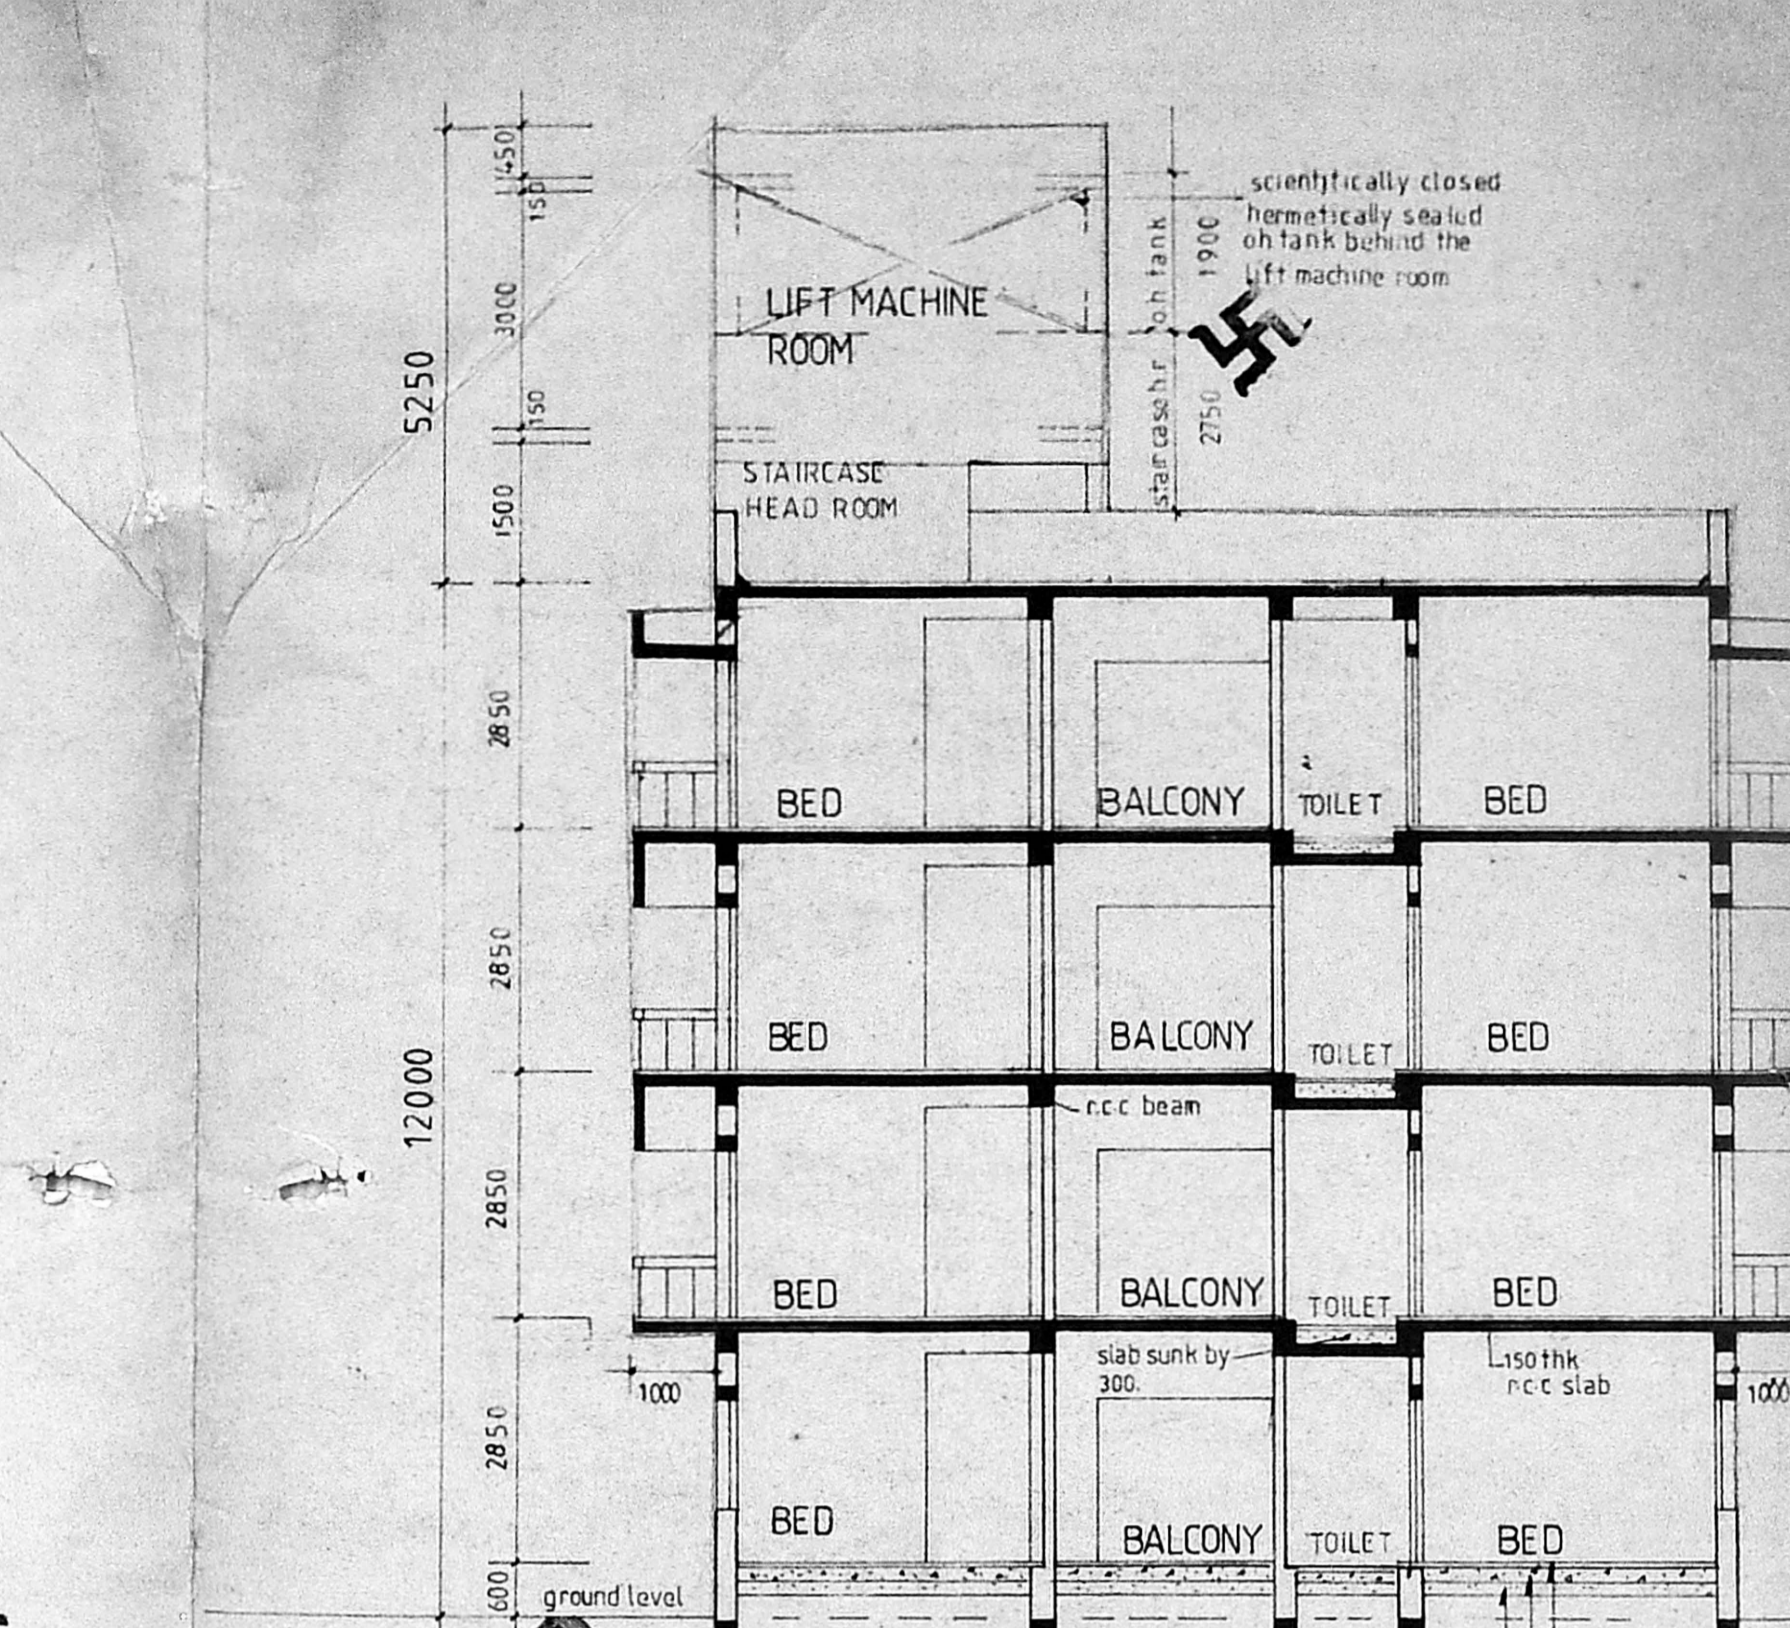 450
150
scientifically closed
hermetically sealed
oh tank behind the
lift machine room
oh tank
1900
3000
LIFT MACHINE
ROOM
5250
150
staircase hr
2750
STAIRCASE
HEAD ROOM
1500
2850
BED
BALCONY
TOILET
BED
2850
BED
BALCONY
TOILET
BED
12000
r.c.c beam
2850
BED
BALCONY
TOILET
BED
slab sunk by
300.
150 thk
r.c.c slab
1000
1000
2850
BED
BALCONY
TOILET
BED
600
ground level